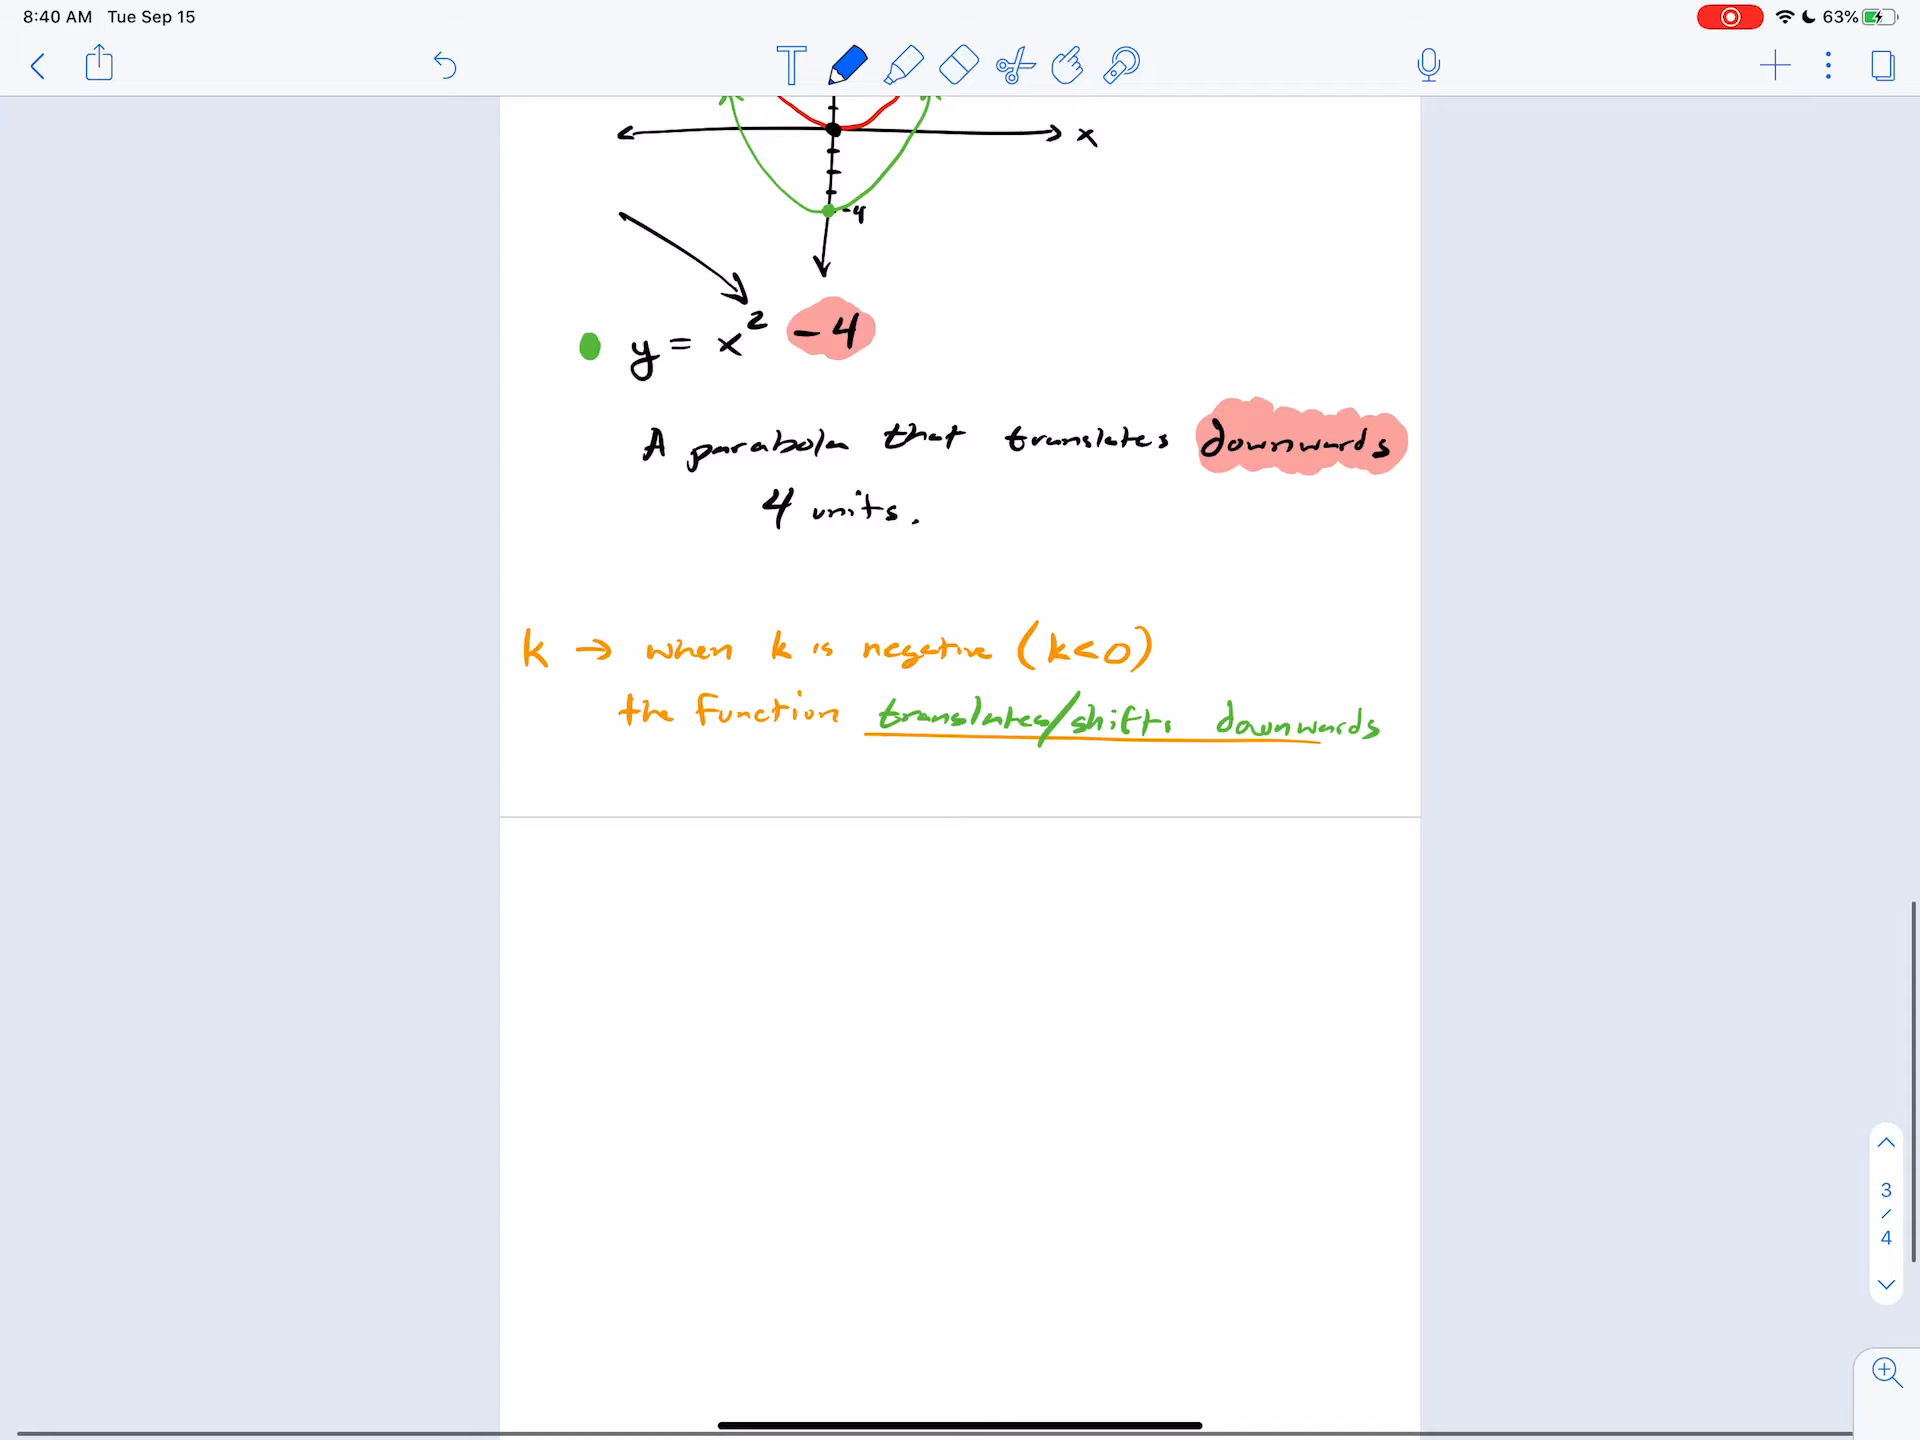 8:40 AM Tue Sep 15
63%
T
x
-4
y = x² -4
A parabola that translates downwards
4 units.
k → when k is negative (k<0)
the function translates/shifts downwards
3
/
4